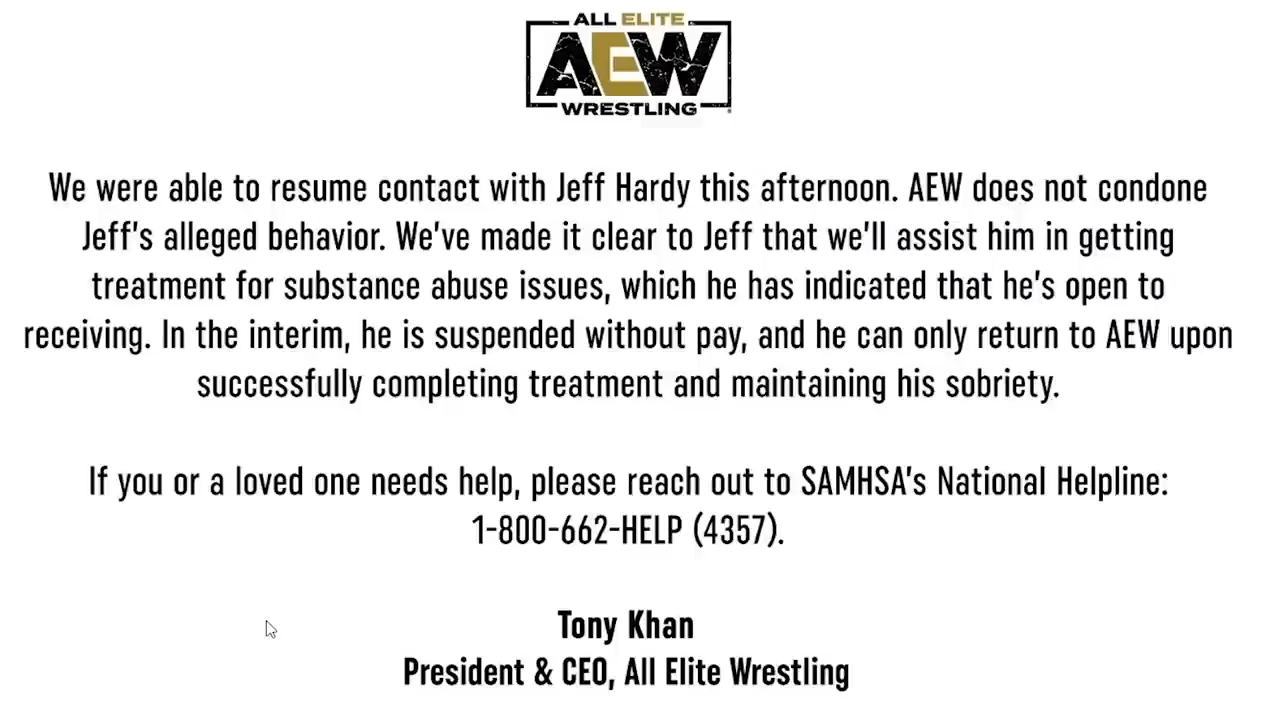 ALL ELITE
AEW
WRESTLING
We were able to resume contact with Jeff Hardy this afternoon. AEW does not condone
Jeff's alleged behavior. We've made it clear to Jeff that we'll assist him in getting
treatment for substance abuse issues, which he has indicated that he's open to
receiving. In the interim, he is suspended without pay, and he can only return to AEW upon
successfully completing treatment and maintaining his sobriety.
If you or a loved one needs help, please reach out to SAMHSA's National Helpline:
1-800-662-HELP (4357).
Tony Khan
President & CEO, All Elite Wrestling